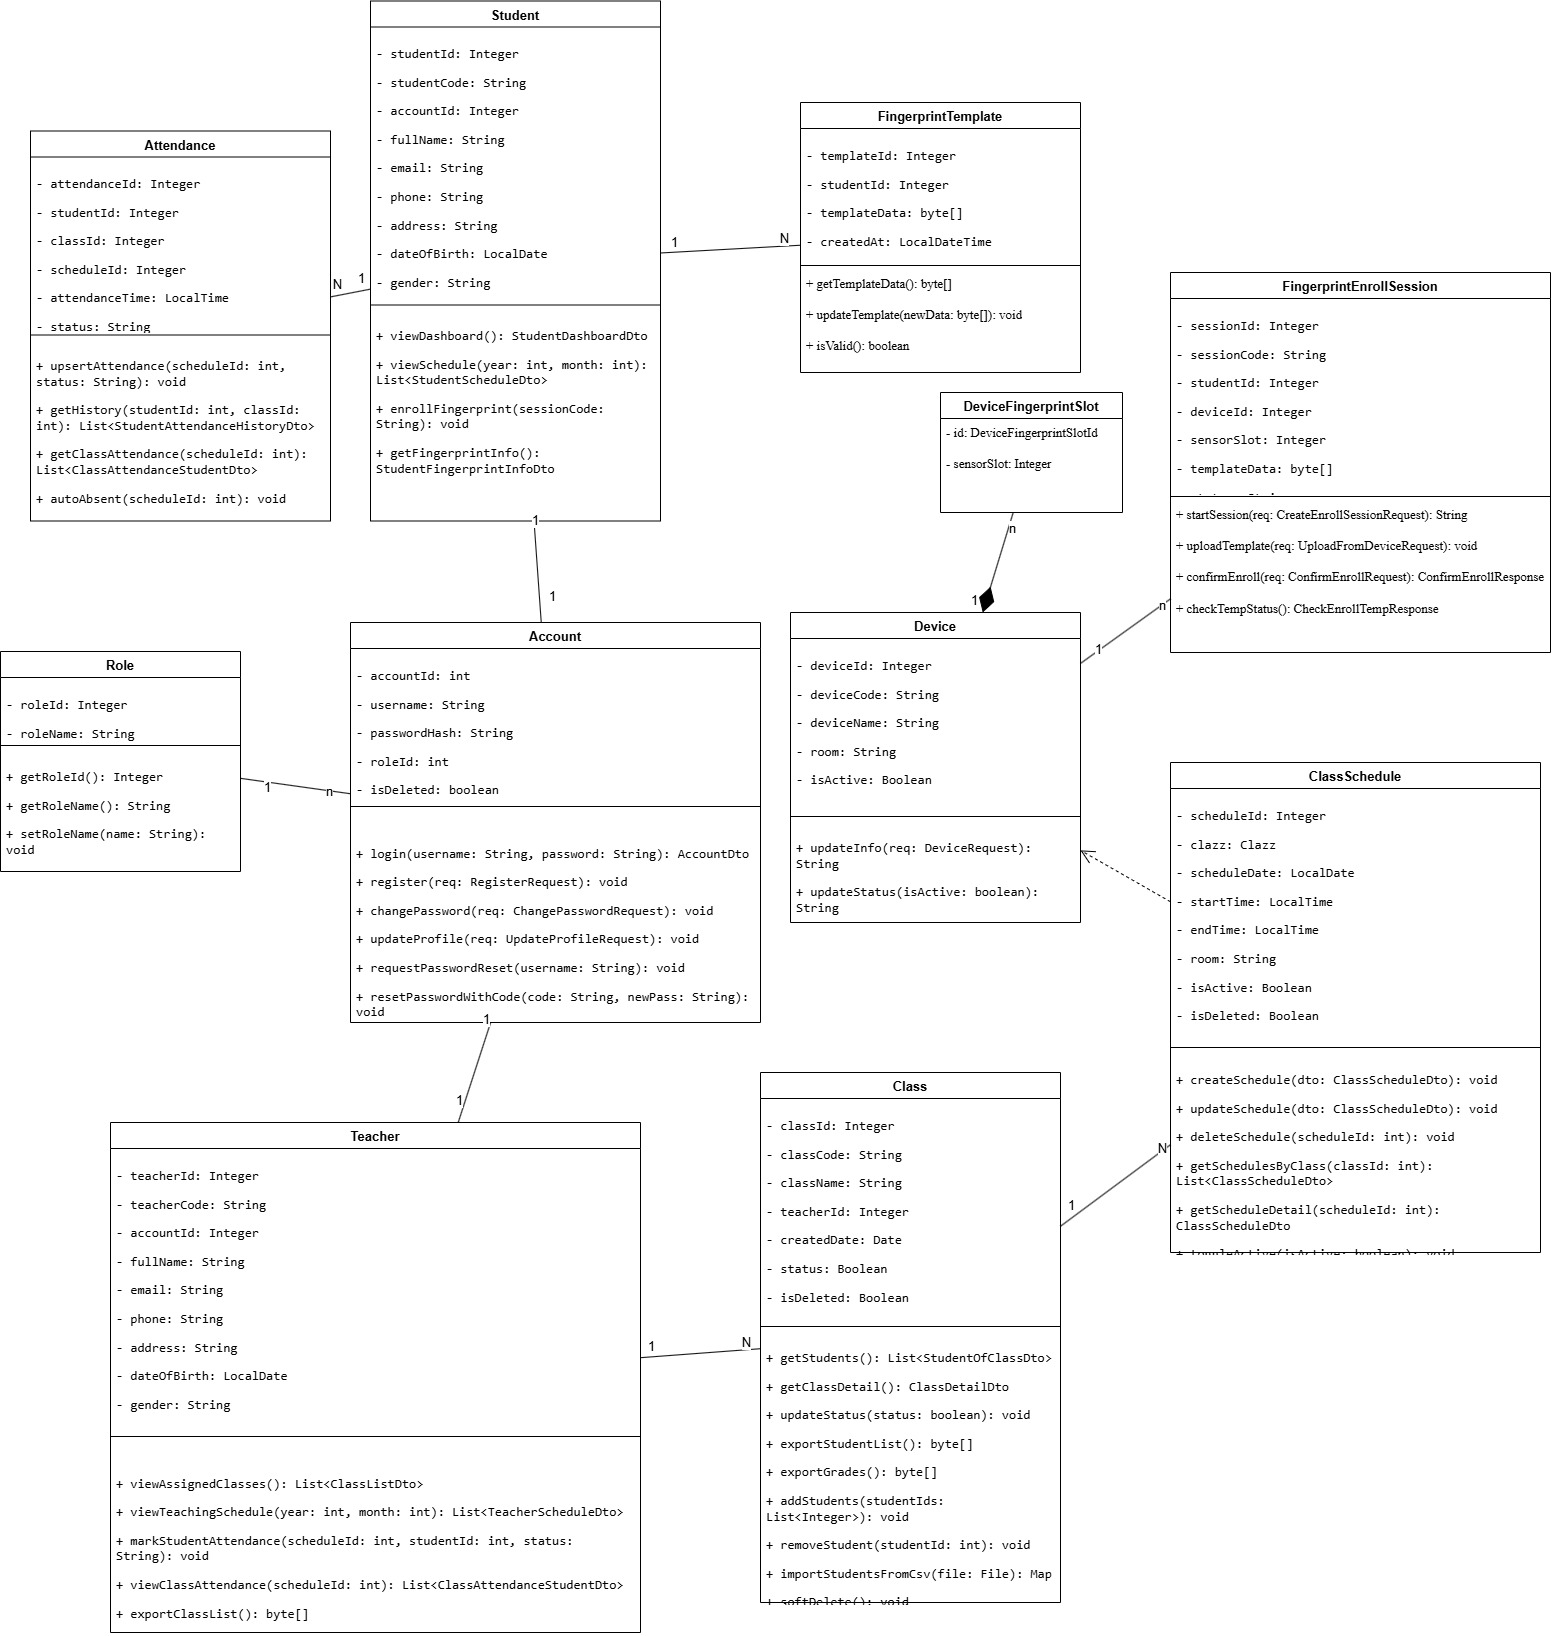 Student
- studentId: Integer
- studentCode: String
- accountId: Integer
- fullName: String
- email: String
- phone: String
- address: String
- dateOfBirth: LocalDate
- gender: String
+ viewDashboard(): StudentDashboardDto
+ viewSchedule(year: int, month: int):
List<StudentScheduleDto>
+ enrollFingerprint(sessionCode:
String): void
+ getFingerprintInfo():
StudentFingerprintInfoDto
Attendance
- attendanceId: Integer
- studentId: Integer
- classId: Integer
- scheduleId: Integer
- attendanceTime: LocalTime
- status: String
+ upsertAttendance(scheduleId: int,
status: String): void
+ getHistory(studentId: int, classId:
int): List<StudentAttendanceHistoryDto>
+ getClassAttendance(scheduleId: int):
List<ClassAttendanceStudentDto>
+ autoAbsent(scheduleId: int): void
N
1
1
N
FingerprintTemplate
- templateId: Integer
- studentId: Integer
- templateData: byte[]
- createdAt: LocalDateTime
+ getTemplateData(): byte[]
+ updateTemplate(newData: byte[]): void
+ isValid(): boolean
FingerprintEnrollSession
- sessionId: Integer
- sessionCode: String
- studentId: Integer
- deviceId: Integer
- sensorSlot: Integer
- templateData: byte[]
+ startSession(req: CreateEnrollSessionRequest): String
+ uploadTemplate(req: UploadFromDeviceRequest): void
+ confirmEnroll(req: ConfirmEnrollRequest): ConfirmEnrollResponse
+ checkTempStatus(): CheckEnrollTempResponse
DeviceFingerprintSlot
- id: DeviceFingerprintSlotId
- sensorSlot: Integer
n
1
1
n
1
1
Device
- deviceId: Integer
- deviceCode: String
- deviceName: String
- room: String
- isActive: Boolean
+ updateInfo(req: DeviceRequest):
String
+ updateStatus(isActive: boolean):
String
Role
- roleId: Integer
- roleName: String
+ getRoleId(): Integer
+ getRoleName(): String
+ setRoleName(name: String):
void
1
n
Account
- accountId: int
- username: String
- passwordHash: String
- roleId: int
- isDeleted: boolean
+ login(username: String, password: String): AccountDto
+ register(req: RegisterRequest): void
+ changePassword(req: ChangePasswordRequest): void
+ updateProfile(req: UpdateProfileRequest): void
+ requestPasswordReset(username: String): void
+ resetPasswordWithCode(code: String, newPass: String):
void
1
1
ClassSchedule
- scheduleId: Integer
- clazz: Clazz
- scheduleDate: LocalDate
- startTime: LocalTime
- endTime: LocalTime
- room: String
- isActive: Boolean
- isDeleted: Boolean
+ createSchedule(dto: ClassScheduleDto): void
+ updateSchedule(dto: ClassScheduleDto): void
+ deleteSchedule(scheduleId: int): void
+ getSchedulesByClass(classId: int):
List<ClassScheduleDto>
+ getScheduleDetail(scheduleId: int):
ClassScheduleDto
+ toggleActive(isActive: boolean): void
N
1
Teacher
- teacherId: Integer
- teacherCode: String
- accountId: Integer
- fullName: String
- email: String
- phone: String
- address: String
- dateOfBirth: LocalDate
- gender: String
+ viewAssignedClasses(): List<ClassListDto>
+ viewTeachingSchedule(year: int, month: int): List<TeacherScheduleDto>
+ markStudentAttendance(scheduleId: int, studentId: int, status:
String): void
+ viewClassAttendance(scheduleId: int): List<ClassAttendanceStudentDto>
+ exportClassList(): byte[]
1
N
Class
- classId: Integer
- classCode: String
- className: String
- teacherId: Integer
- createdDate: Date
- status: Boolean
- isDeleted: Boolean
+ getStudents(): List<StudentOfClassDto>
+ getClassDetail(): ClassDetailDto
+ updateStatus(status: boolean): void
+ exportStudentList(): byte[]
+ exportGrades(): byte[]
+ addStudents(studentIds:
List<Integer>): void
+ removeStudent(studentId: int): void
+ importStudentsFromCsv(file: File): Map
+ softDelete(): void